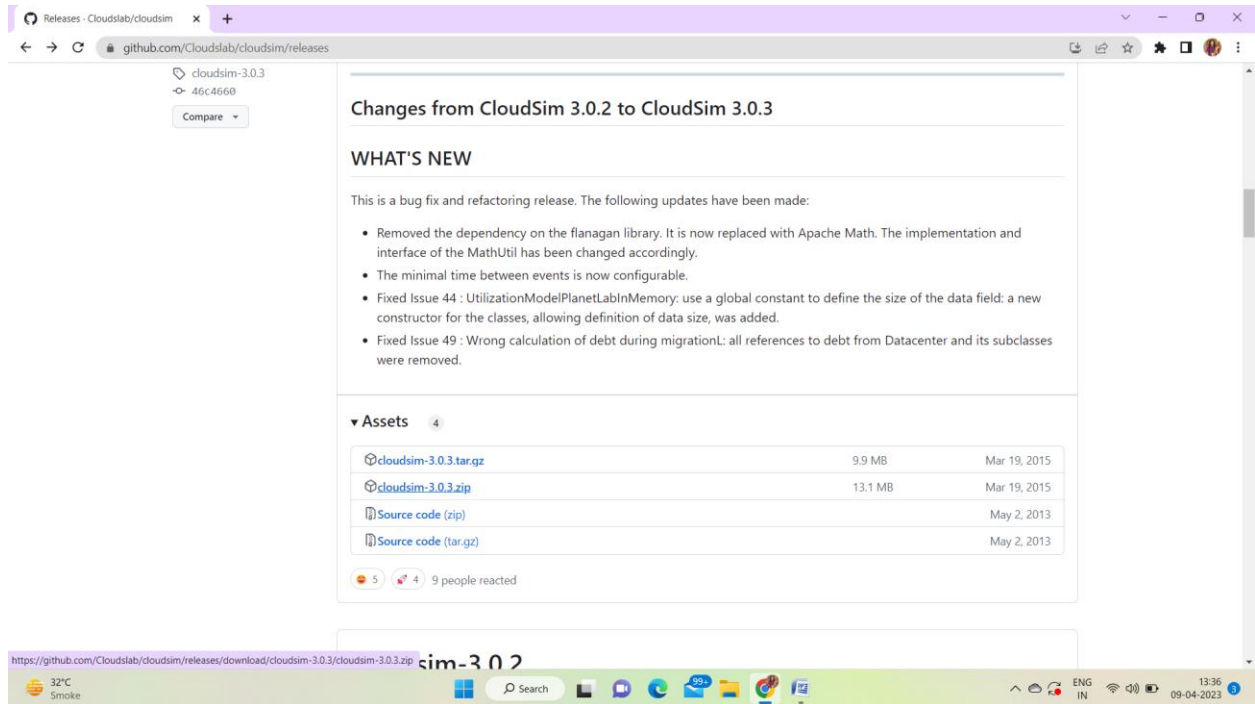 Releases · Cloudslab/cloudsim
github.com/Cloudslab/cloudsim/releases
cloudsim-3.0.3
46c4660
Compare
Changes from CloudSim 3.0.2 to CloudSim 3.0.3
WHAT'S NEW
This is a bug fix and refactoring release. The following updates have been made:
• Removed the dependency on the flanagan library. It is now replaced with Apache Math. The implementation and
interface of the MathUtil has been changed accordingly.
• The minimal time between events is now configurable.
• Fixed Issue 44 : UtilizationModelPlanetLabInMemory: use a global constant to define the size of the data field: a new
constructor for the classes, allowing definition of data size, was added.
• Fixed Issue 49 : Wrong calculation of debt during migrationL: all references to debt from Datacenter and its subclasses
were removed.
Assets 4
cloudsim-3.0.3.tar.gz 9.9 MB Mar 19, 2015
cloudsim-3.0.3.zip 13.1 MB Mar 19, 2015
Source code (zip) May 2, 2013
Source code (tar.gz) May 2, 2013
5 4 9 people reacted
sim-3.0.2
https://github.com/Cloudslab/cloudsim/releases/download/cloudsim-3.0.3/cloudsim-3.0.3.zip
32°C
Smoke
Search
99+
ENG
IN
13:36
09-04-2023
3